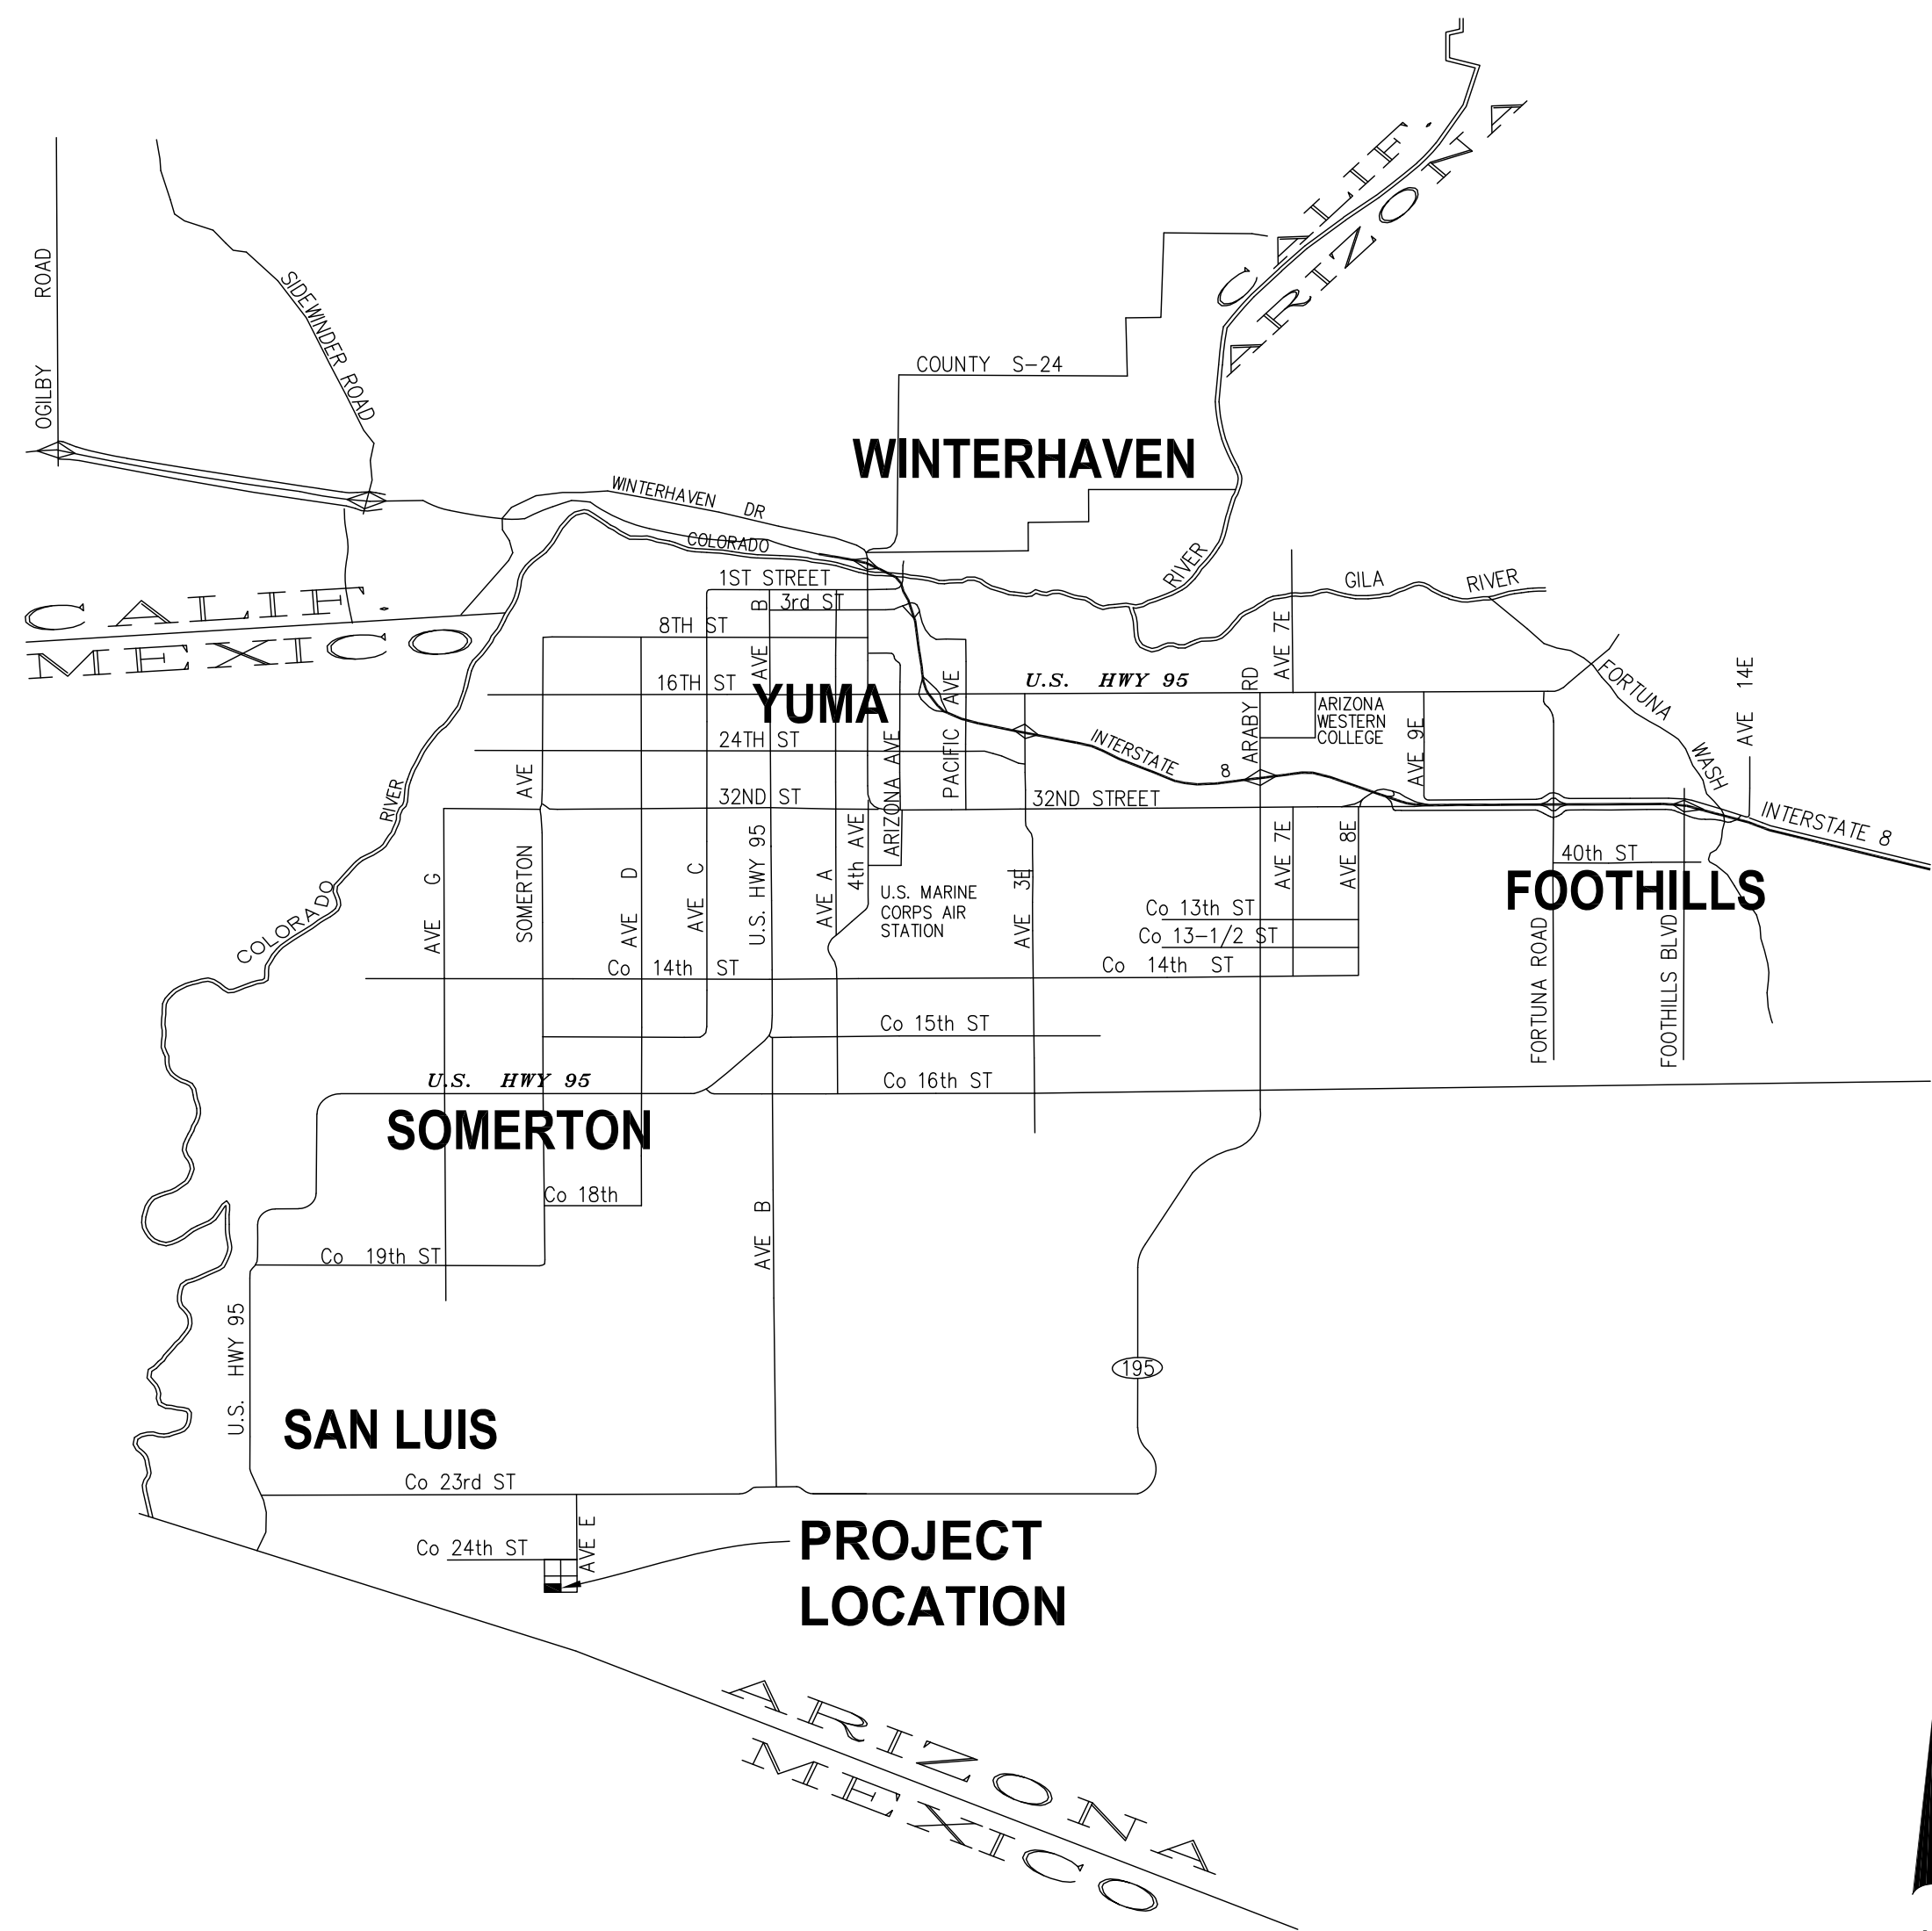 CALIF.
ARIZONA
OGILBY ROAD
SIDEWINDER ROAD
COUNTY S-24
WINTERHAVEN
WINTERHAVEN DR
COLORADO
RIVER
1ST STREET
3rd ST
8TH ST
AVE B
GILA RIVER
AVE 7E
CALIF.
MEXICO
16TH ST
YUMA
U.S. HWY 95
ARABY RD
ARIZONA
WESTERN
COLLEGE
FORTUNA
WASH
AVE 14E
24TH ST
ARIZONA AVE
PACIFIC AVE
INTERSTATE 8
AVE 9E
INTERSTATE 8
32ND ST
32ND STREET
RIVER
COLORADO
AVE G
SOMERTON AVE
AVE D
AVE C
U.S. HWY 95
AVE A
4th AVE
U.S. MARINE
CORPS AIR
STATION
AVE 3E
AVE 7E
AVE 8E
40th ST
FOOTHILLS
Co 13th ST
Co 13-1/2 ST
Co 14th ST
Co 14th ST
FORTUNA ROAD
FOOTHILLS BLVD
Co 15th ST
U.S. HWY 95
Co 16th ST
SOMERTON
Co 18th
AVE B
Co 19th ST
U.S. HWY 95
195
SAN LUIS
Co 23rd ST
Co 24th ST
AVE E
PROJECT
LOCATION
ARIZONA
MEXICO